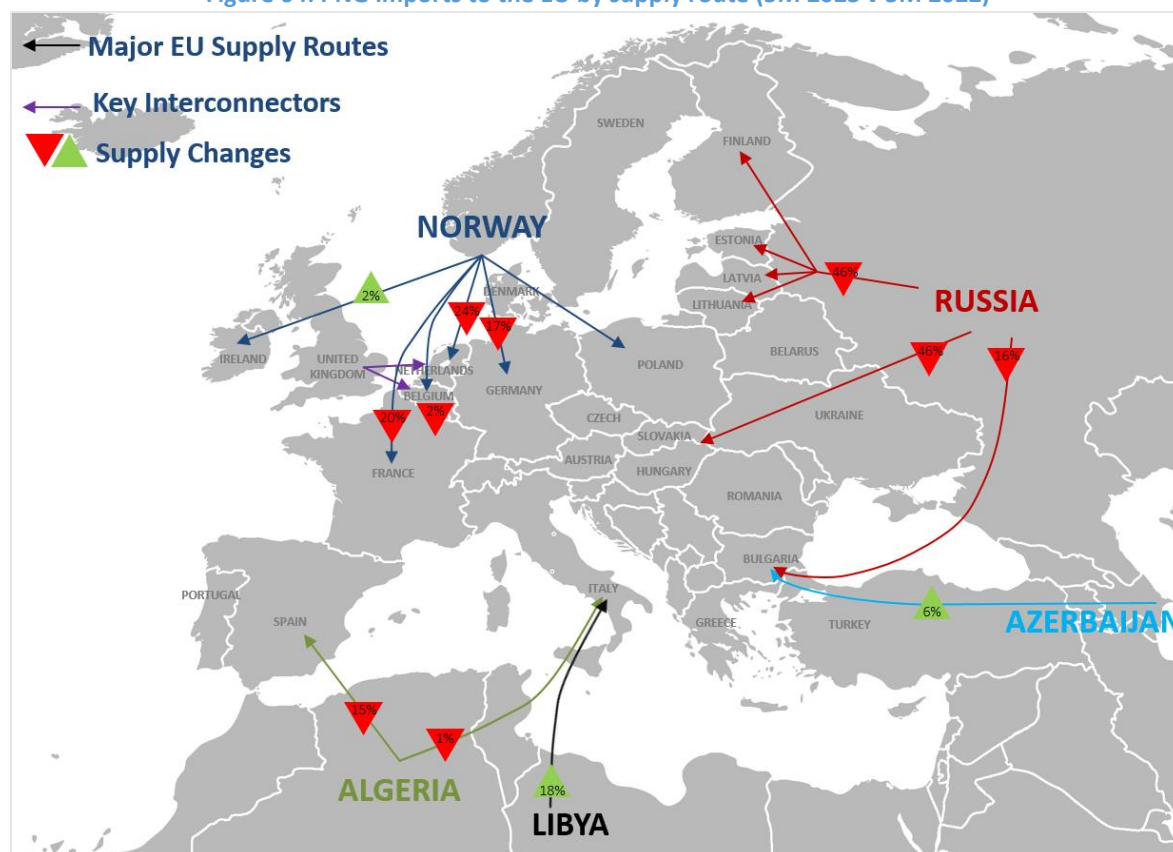 Major EU Supply Routes
Key Interconnectors
Supply Changes
SWEDEN
FINLAND
NORWAY
ESTONIA
LATVIA
LITHUANIA
46%
RUSSIA
2%
DENMARK
24%
17%
IRELAND
UNITED
KINGDOM
NETHERLANDS
BELGIUM
GERMANY
POLAND
BELARUS
46%
16%
20%
2%
CZECH
SLOVAKIA
UKRAINE
FRANCE
AUSTRIA
HUNGARY
ROMANIA
BULGARIA
PORTUGAL
SPAIN
ITALY
GREECE
TURKEY
6%
AZERBAIJAN
15%
1%
ALGERIA
18%
LIBYA